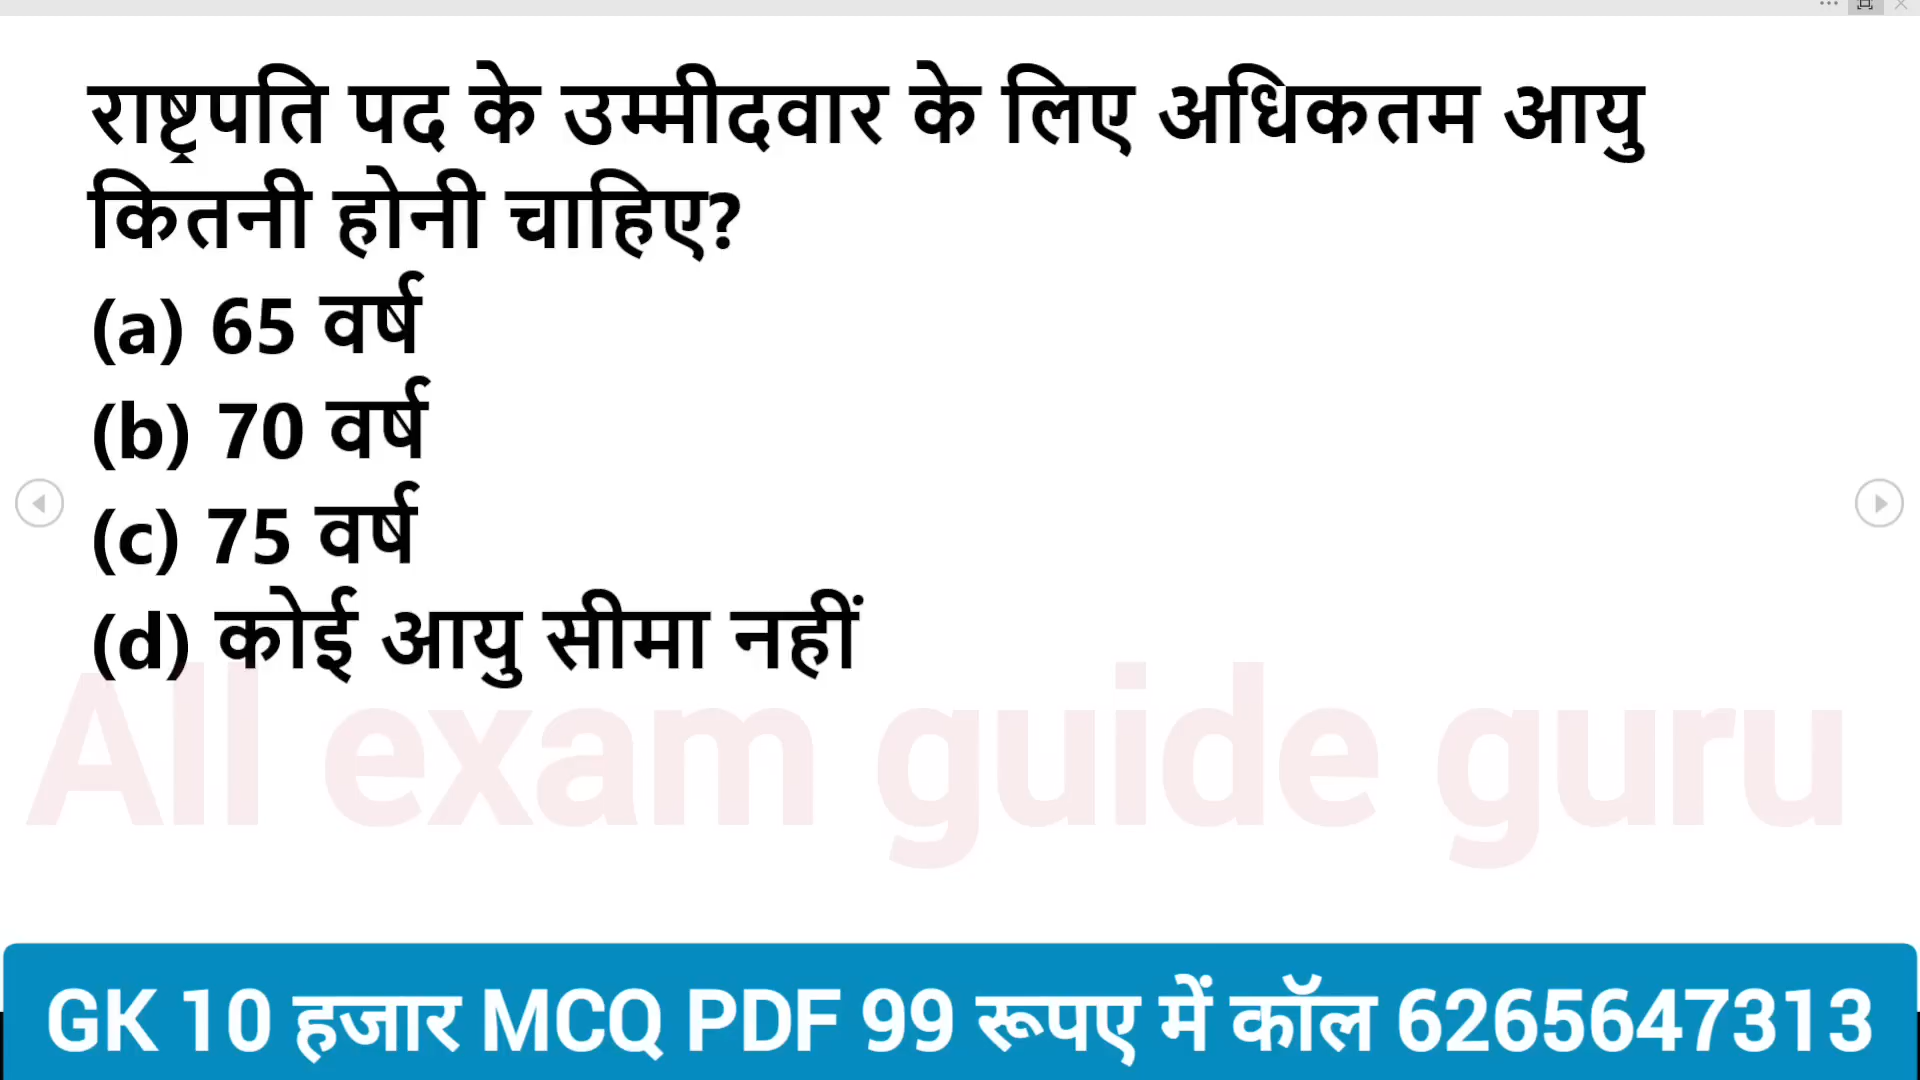 राष्ट्रपति पद के उम्मीदवार के लिए अधिकतम आयु
कितनी होनी चाहिए?
(a) 65 वर्ष
(b) 70 वर्ष
(c) 75 वर्ष
(d) कोई आयु सीमा नहीं
All exam guide guru
GK 10 हजार MCQ PDF 99 रूपए में कॉल 6265647313